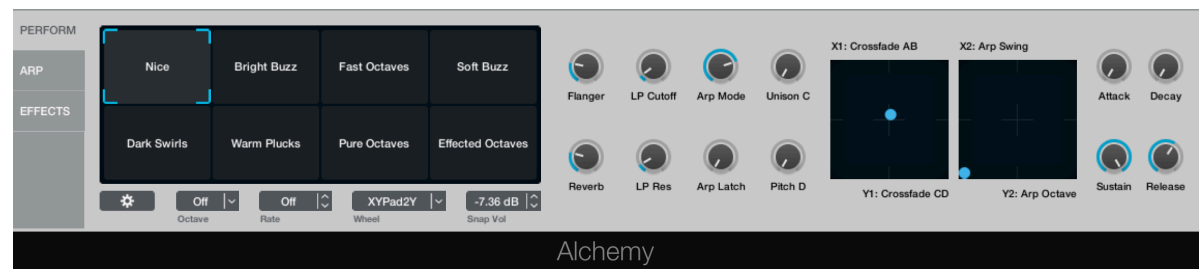 PERFORM
ARP
EFFECTS
Nice
Bright Buzz
Fast Octaves
Soft Buzz
Dark Swirls
Warm Plucks
Pure Octaves
Effected Octaves
Off
Off
XYPad2Y
-7.36 dB
Octave
Rate
Wheel
Snap Vol
Flanger
LP Cutoff
Arp Mode
Unison C
Reverb
LP Res
Arp Latch
Pitch D
X1: Crossfade AB
X2: Arp Swing
Y1: Crossfade CD
Y2: Arp Octave
Attack
Decay
Sustain
Release
Alchemy